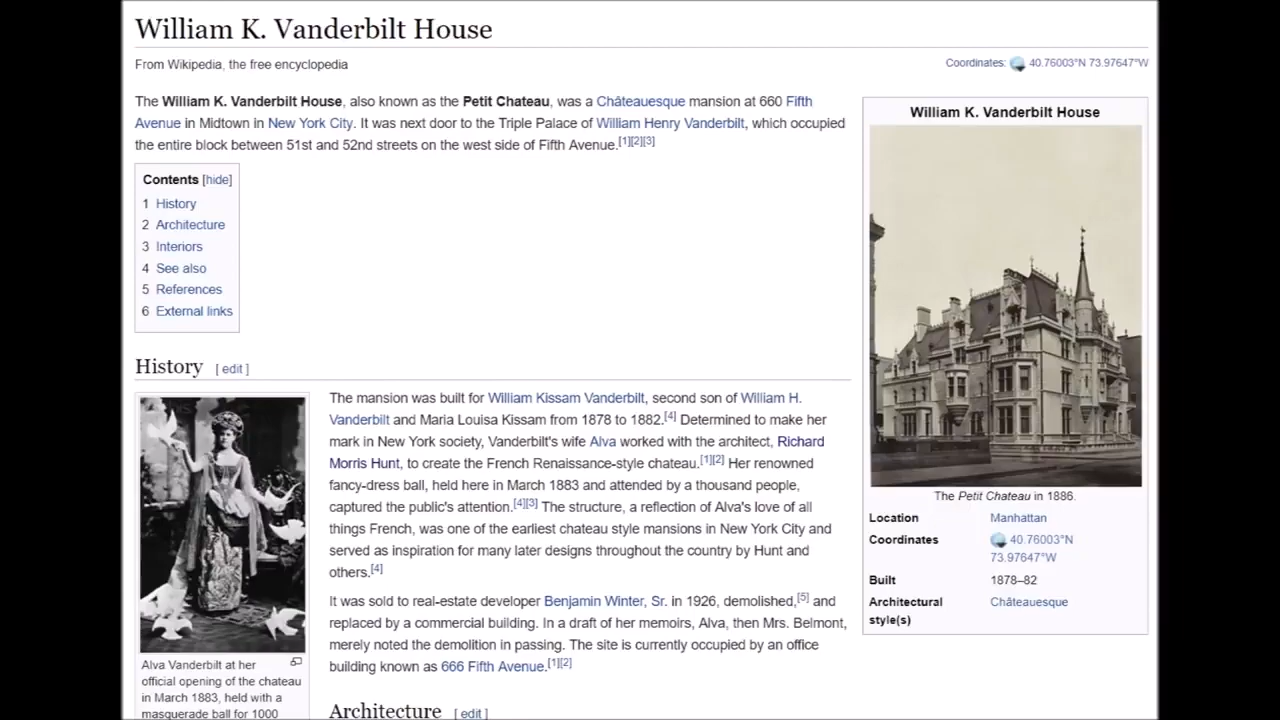 William K. Vanderbilt House
From Wikipedia, the free encyclopedia
Coordinates: 40.76003°N 73.97647°W
The William K. Vanderbilt House, also known as the Petit Chateau, was a Châteauesque mansion at 660 Fifth
Avenue in Midtown in New York City. It was next door to the Triple Palace of William Henry Vanderbilt, which occupied
the entire block between 51st and 52nd streets on the west side of Fifth Avenue.[1][2][3]
Contents [hide]
1 History
2 Architecture
3 Interiors
4 See also
5 References
6 External links
William K. Vanderbilt House
The Petit Chateau in 1886.
Location Manhattan
Coordinates 40.76003°N
73.97647°W
Built 1878–82
Architectural Châteauesque
style(s)
History [ edit ]
The mansion was built for William Kissam Vanderbilt, second son of William H.
Vanderbilt and Maria Louisa Kissam from 1878 to 1882.[4] Determined to make her
mark in New York society, Vanderbilt's wife Alva worked with the architect, Richard
Morris Hunt, to create the French Renaissance-style chateau.[1][2] Her renowned
fancy-dress ball, held here in March 1883 and attended by a thousand people,
captured the public's attention.[4][3] The structure, a reflection of Alva's love of all
things French, was one of the earliest chateau style mansions in New York City and
served as inspiration for many later designs throughout the country by Hunt and
others.[4]
It was sold to real-estate developer Benjamin Winter, Sr. in 1926, demolished,[5] and
replaced by a commercial building. In a draft of her memoirs, Alva, then Mrs. Belmont,
merely noted the demolition in passing. The site is currently occupied by an office
building known as 666 Fifth Avenue.[1][2]
Alva Vanderbilt at her
official opening of the chateau
in March 1883, held with a
masquerade ball for 1000
Architecture [ edit ]